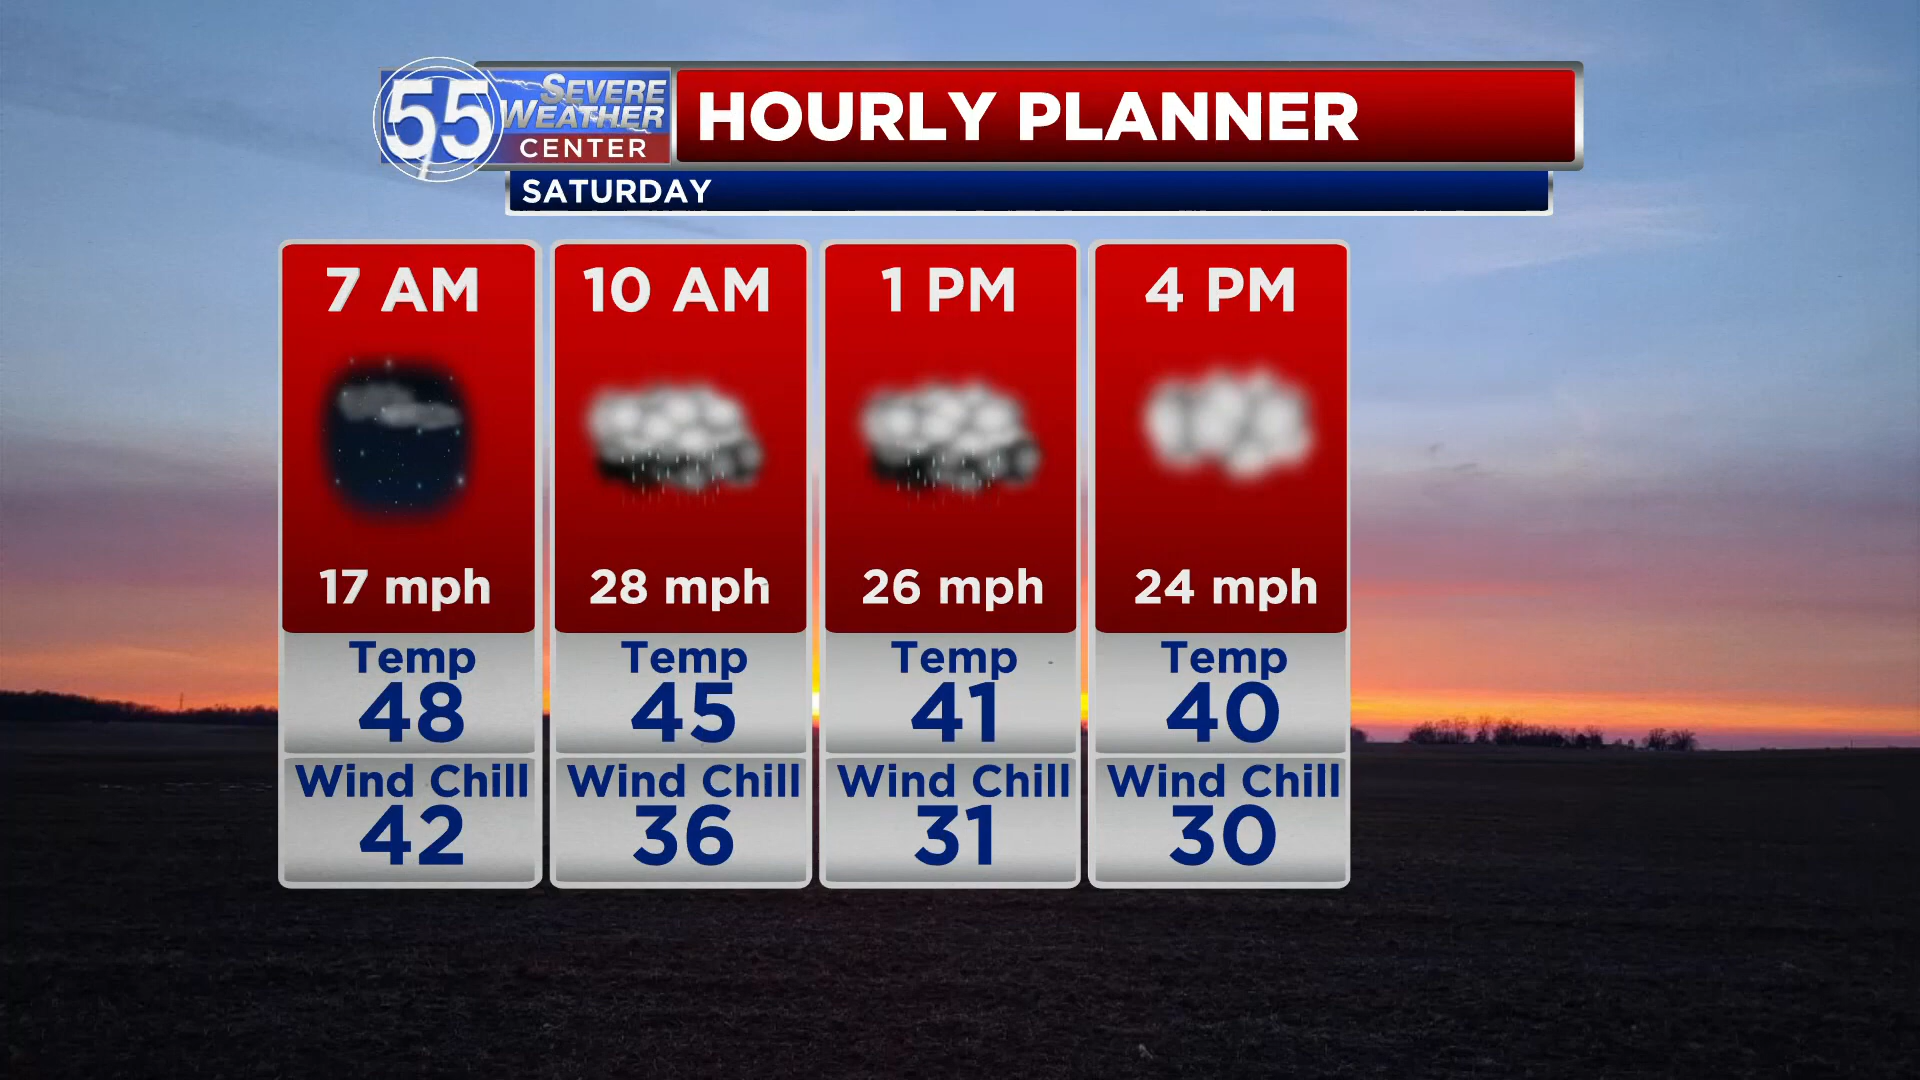 55 SEVERE WEATHER CENTER
HOURLY PLANNER
SATURDAY
7 AM
17 mph
Temp
48
Wind Chill
42
10 AM
28 mph
Temp
45
Wind Chill
36
1 PM
26 mph
Temp
41
Wind Chill
31
4 PM
24 mph
Temp
40
Wind Chill
30